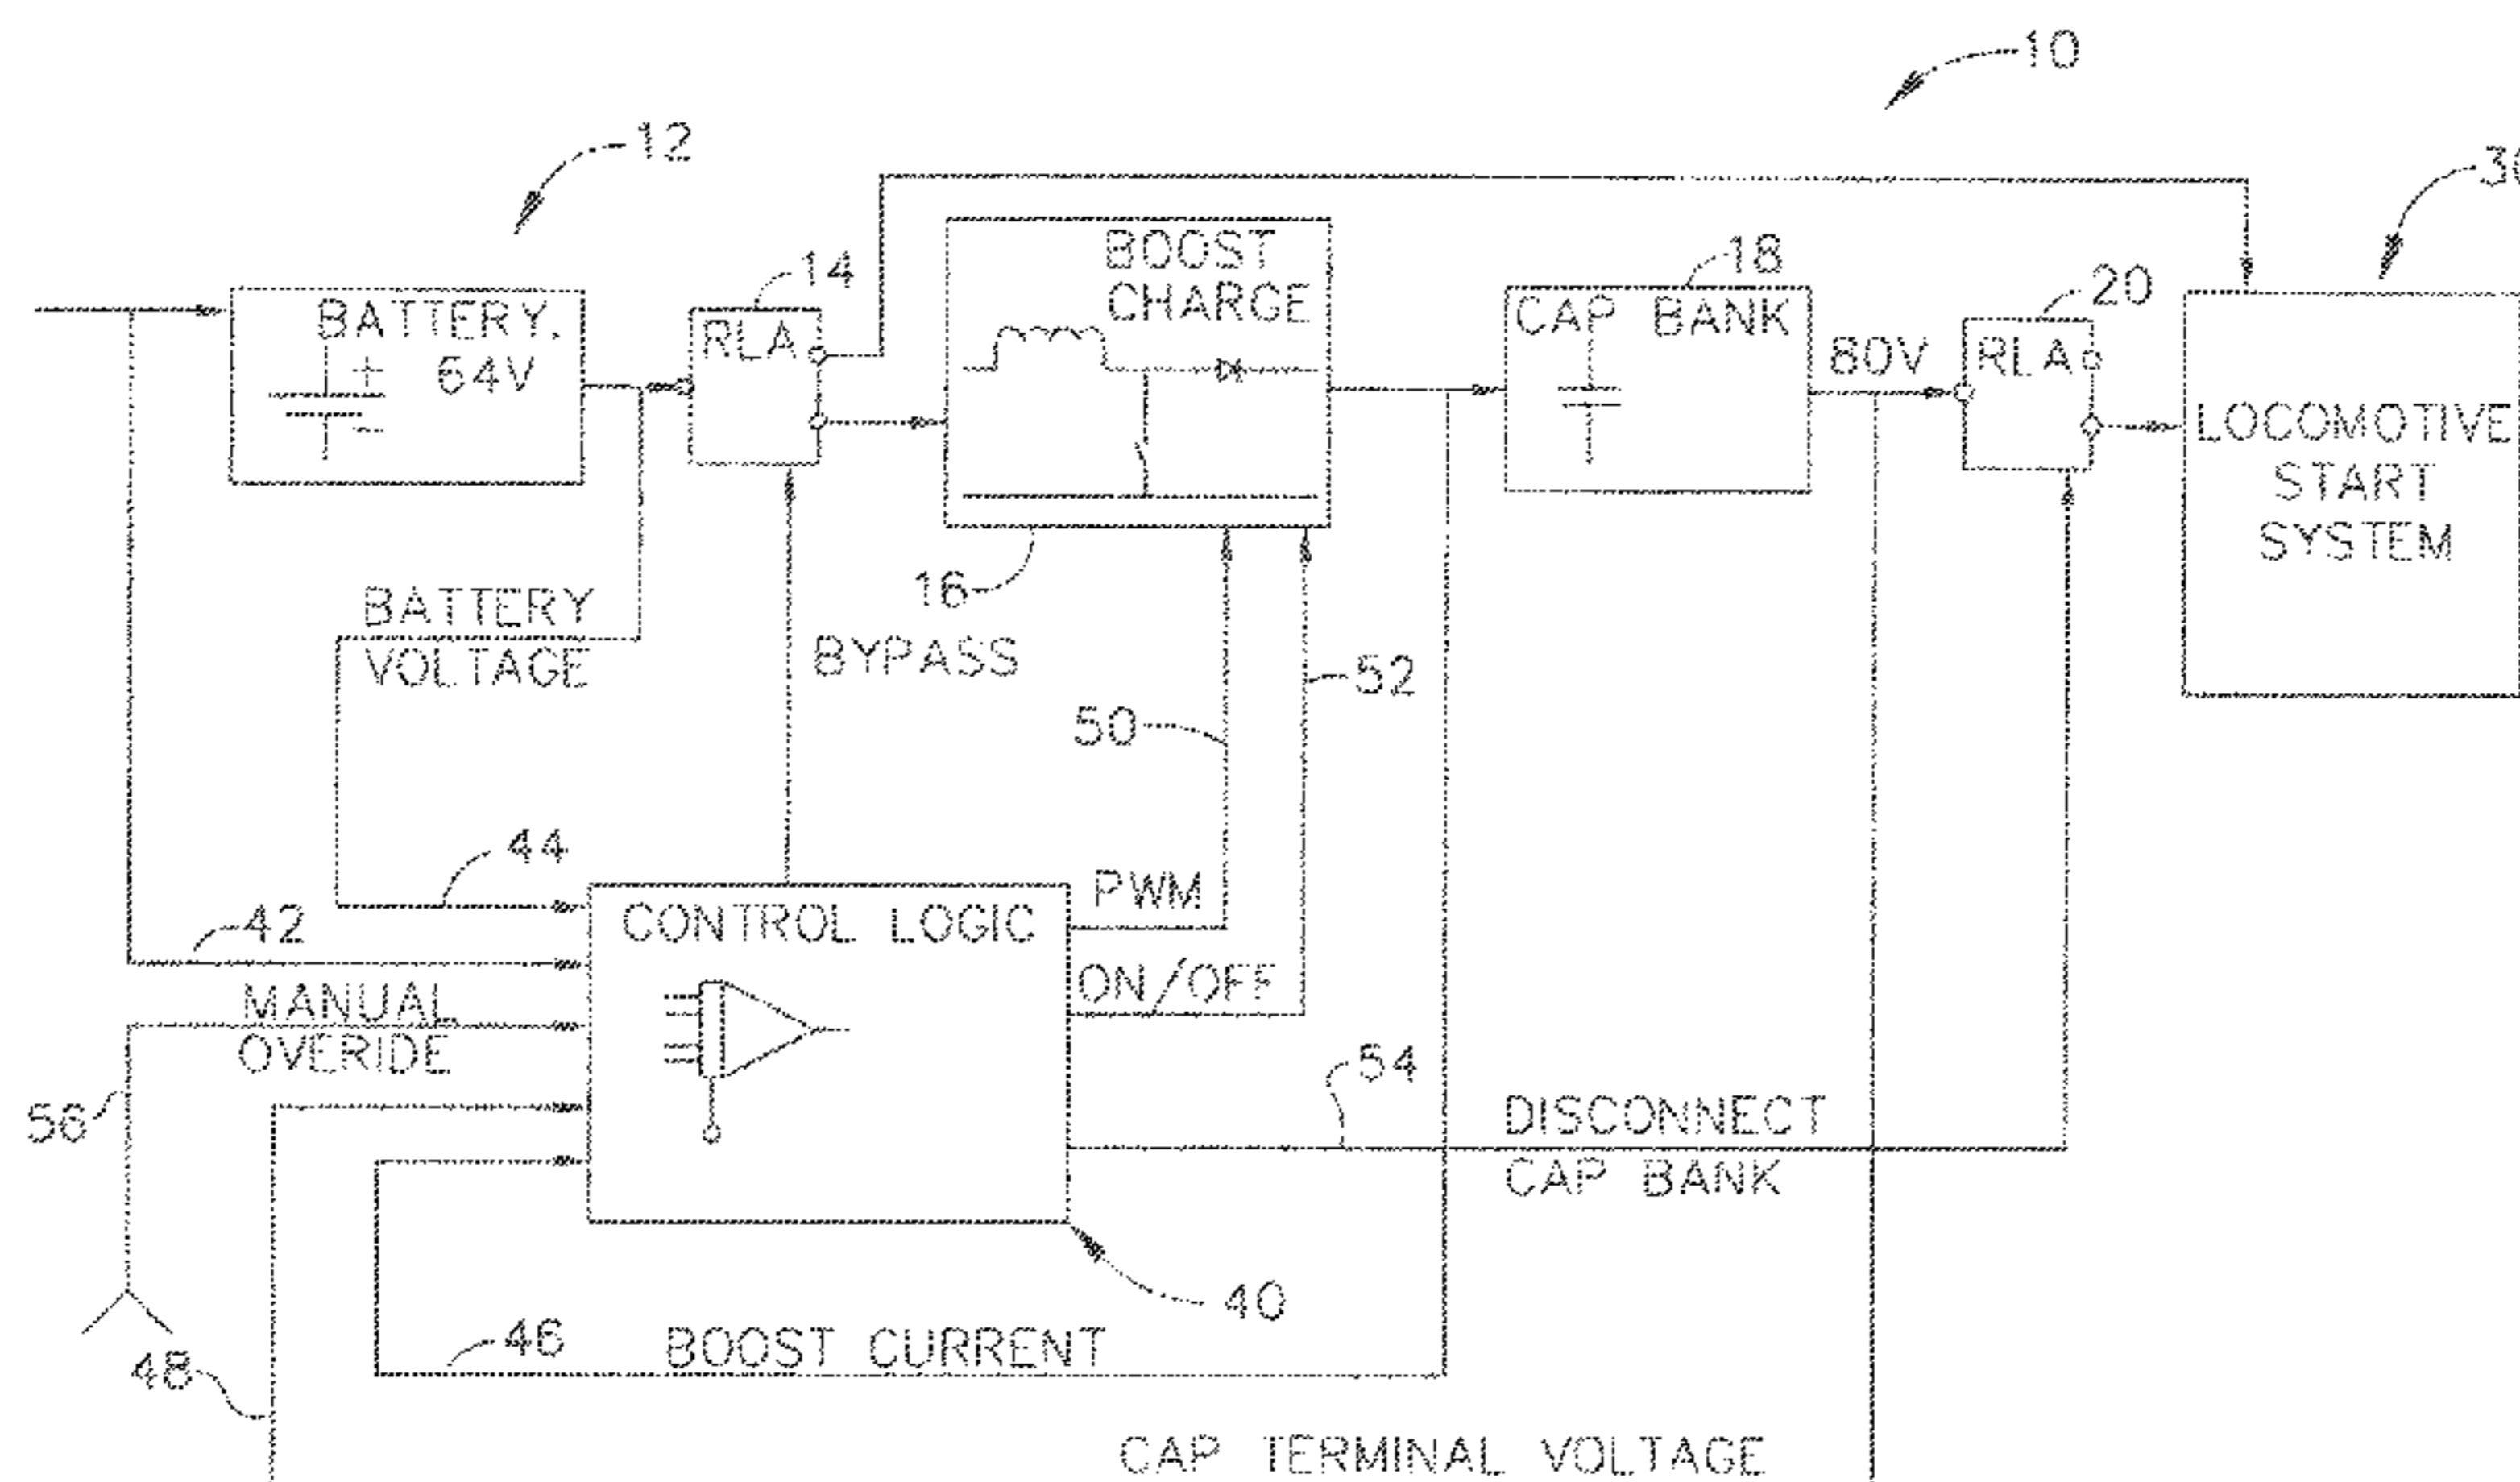 10
12
30
14
BOOST
CHARGE
18
20
BATTERY.
64V
+
RLA
CAP BANK
80V
RLA
LOCOMOTIVE
START
SYSTEM
16
BATTERY
VOLTAGE
BYPASS
52
50
44
PWM
42
CONTROL LOGIC
ON/OFF
MANUAL
OVERIDE
54
56
DISCONNECT
CAP BANK
40
46
BOOST CURRENT
48
CAP TERMINAL VOLTAGE